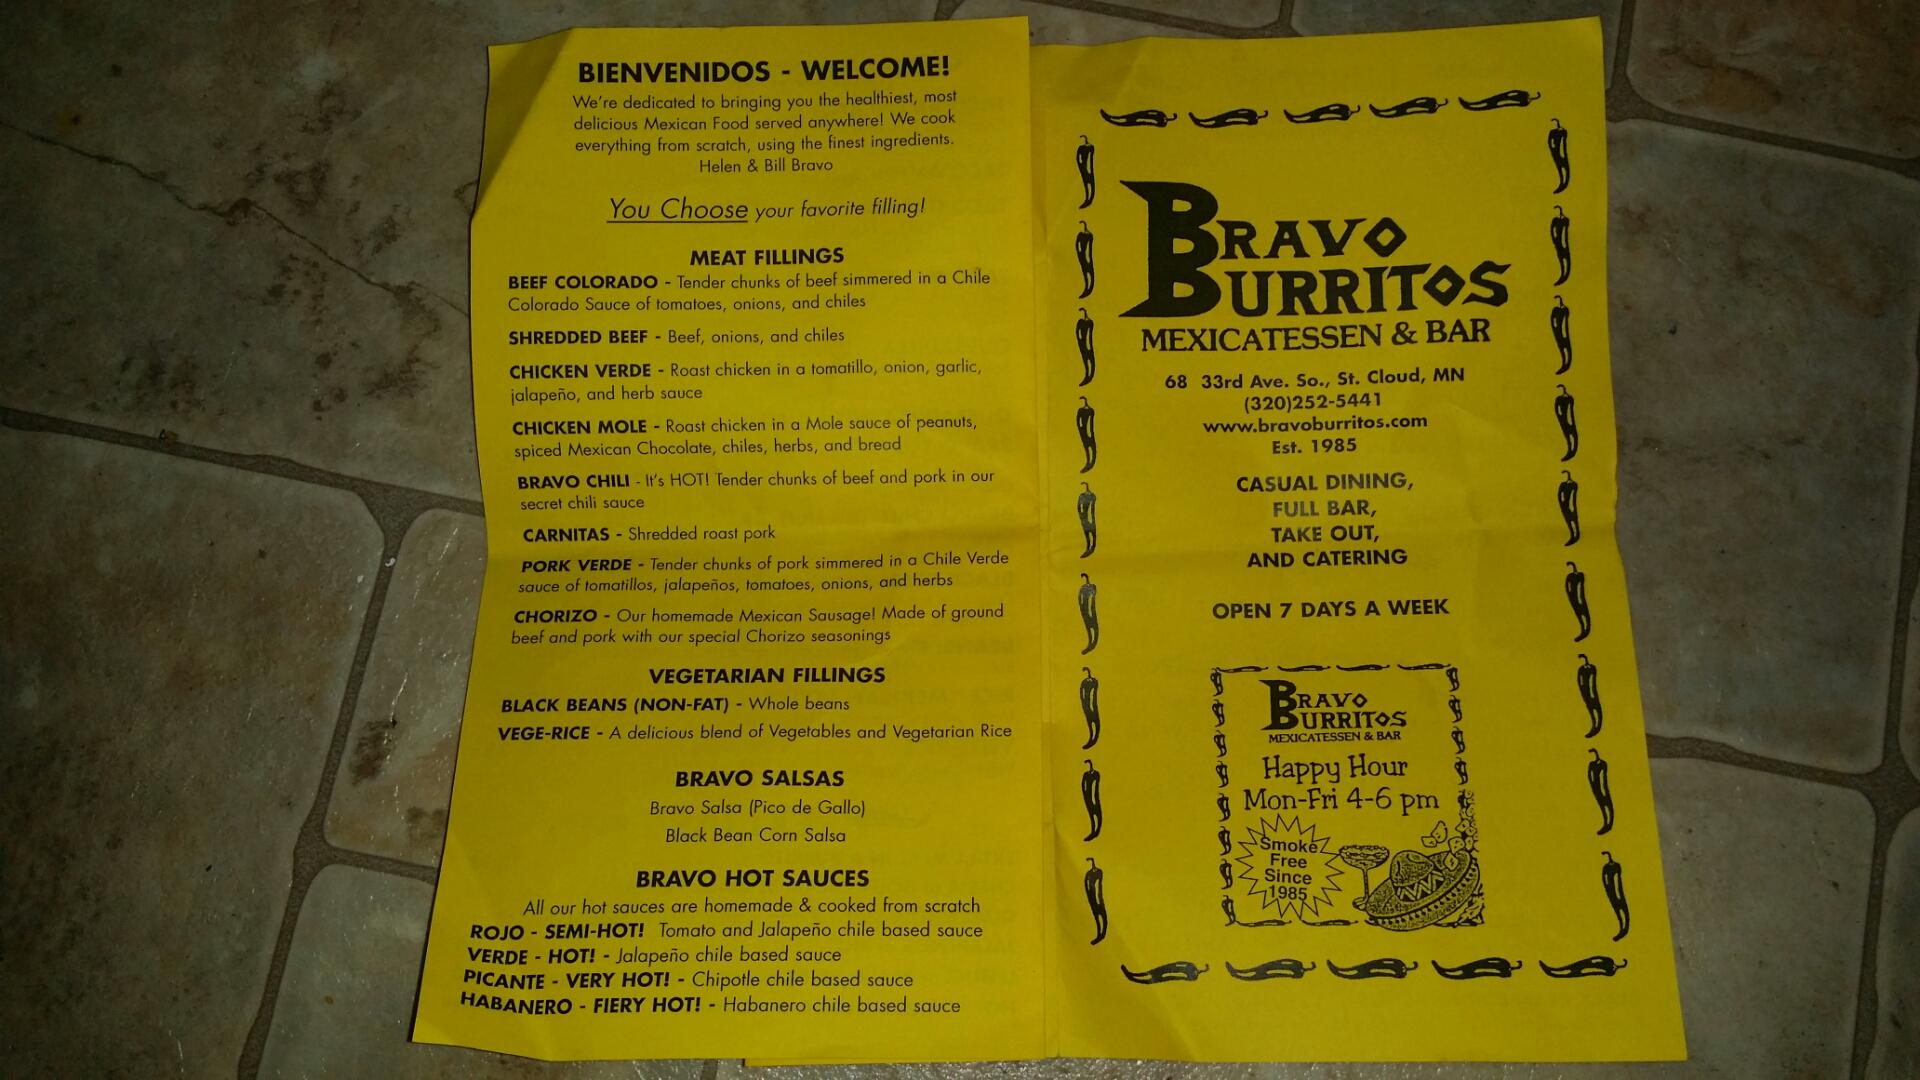 BIENVENIDOS - WELCOME!
We're dedicated to bringing you the healthiest, most
delicious Mexican Food served anywhere! We cook
everything from scratch, using the finest ingredients.
Helen & Bill Bravo
You Choose your favorite filling!
MEAT FILLINGS
BEEF COLORADO - Tender chunks of beef simmered in a Chile
Colorado Sauce of tomatoes, onions, and chiles
SHREDDED BEEF - Beef, onions, and chiles
CHICKEN VERDE - Roast chicken in a tomatillo, onion, garlic,
jalapeño, and herb sauce
CHICKEN MOLE - Roast chicken in a Mole sauce of peanuts,
spiced Mexican Chocolate, chiles, herbs, and bread
BRAVO CHILI - It's HOT! Tender chunks of beef and pork in our
secret chili sauce
CARNITAS - Shredded roast pork
PORK VERDE - Tender chunks of pork simmered in a Chile Verde
sauce of tomatillos, jalapeños, tomatoes, onions, and herbs
CHORIZO - Our homemade Mexican Sausage! Made of ground
beef and pork with our special Chorizo seasonings
VEGETARIAN FILLINGS
BLACK BEANS (NON-FAT) - Whole beans
VEGE-RICE - A delicious blend of Vegetables and Vegetarian Rice
BRAVO SALSAS
Bravo Salsa (Pico de Gallo)
Black Bean Corn Salsa
BRAVO HOT SAUCES
All our hot sauces are homemade & cooked from scratch
ROJO - SEMI-HOT! Tomato and Jalapeño chile based sauce
VERDE - HOT! - Jalapeño chile based sauce
PICANTE - VERY HOT! - Chipotle chile based sauce
HABANERO - FIERY HOT! - Habanero chile based sauce
BRAVO
BURRITOS
MEXICATESSEN & BAR
68 33rd Ave. So., St. Cloud, MN
(320)252-5441
www.bravoburritos.com
Est. 1985
CASUAL DINING,
FULL BAR,
TAKE OUT,
AND CATERING
OPEN 7 DAYS A WEEK
BRAVO
BURRITOS
MEXICATESSEN & BAR
Happy Hour
Mon-Fri 4-6 pm
Smoke
Free
Since
1985